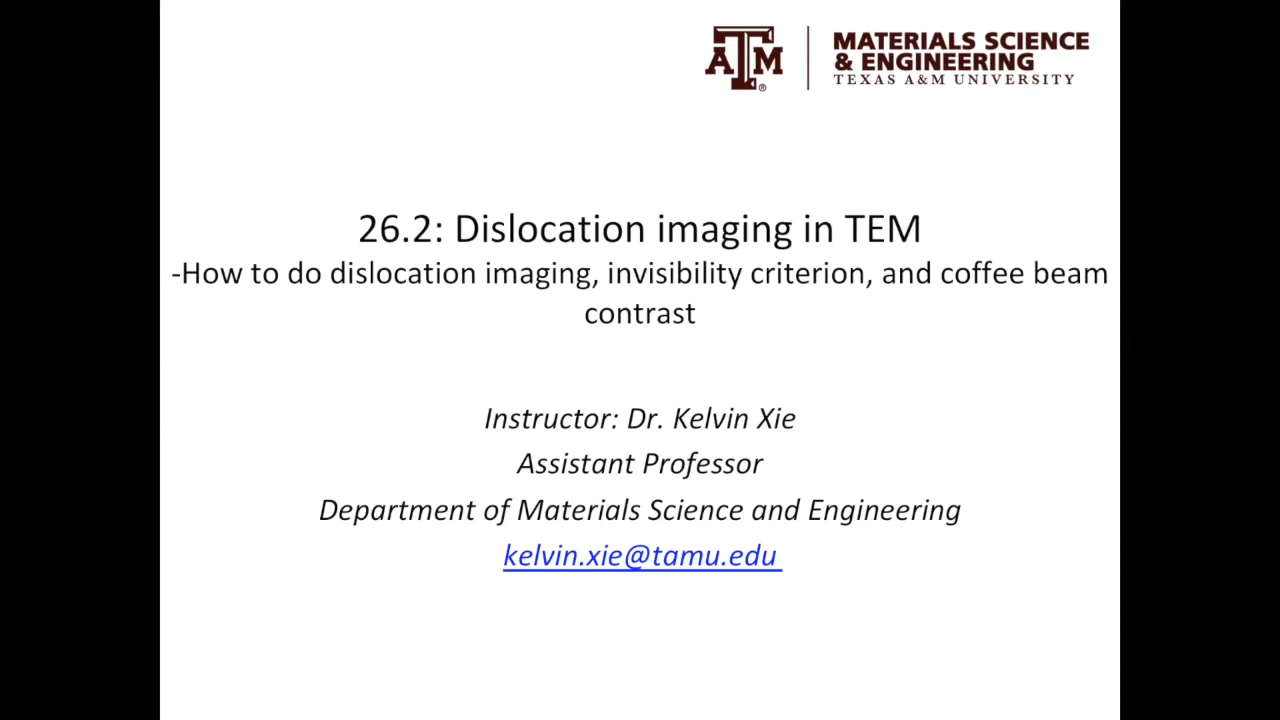 ATM®
MATERIALS SCIENCE
& ENGINEERING
TEXAS A&M UNIVERSITY
26.2: Dislocation imaging in TEM
-How to do dislocation imaging, invisibility criterion, and coffee beam
contrast
Instructor: Dr. Kelvin Xie
Assistant Professor
Department of Materials Science and Engineering
kelvin.xie@tamu.edu